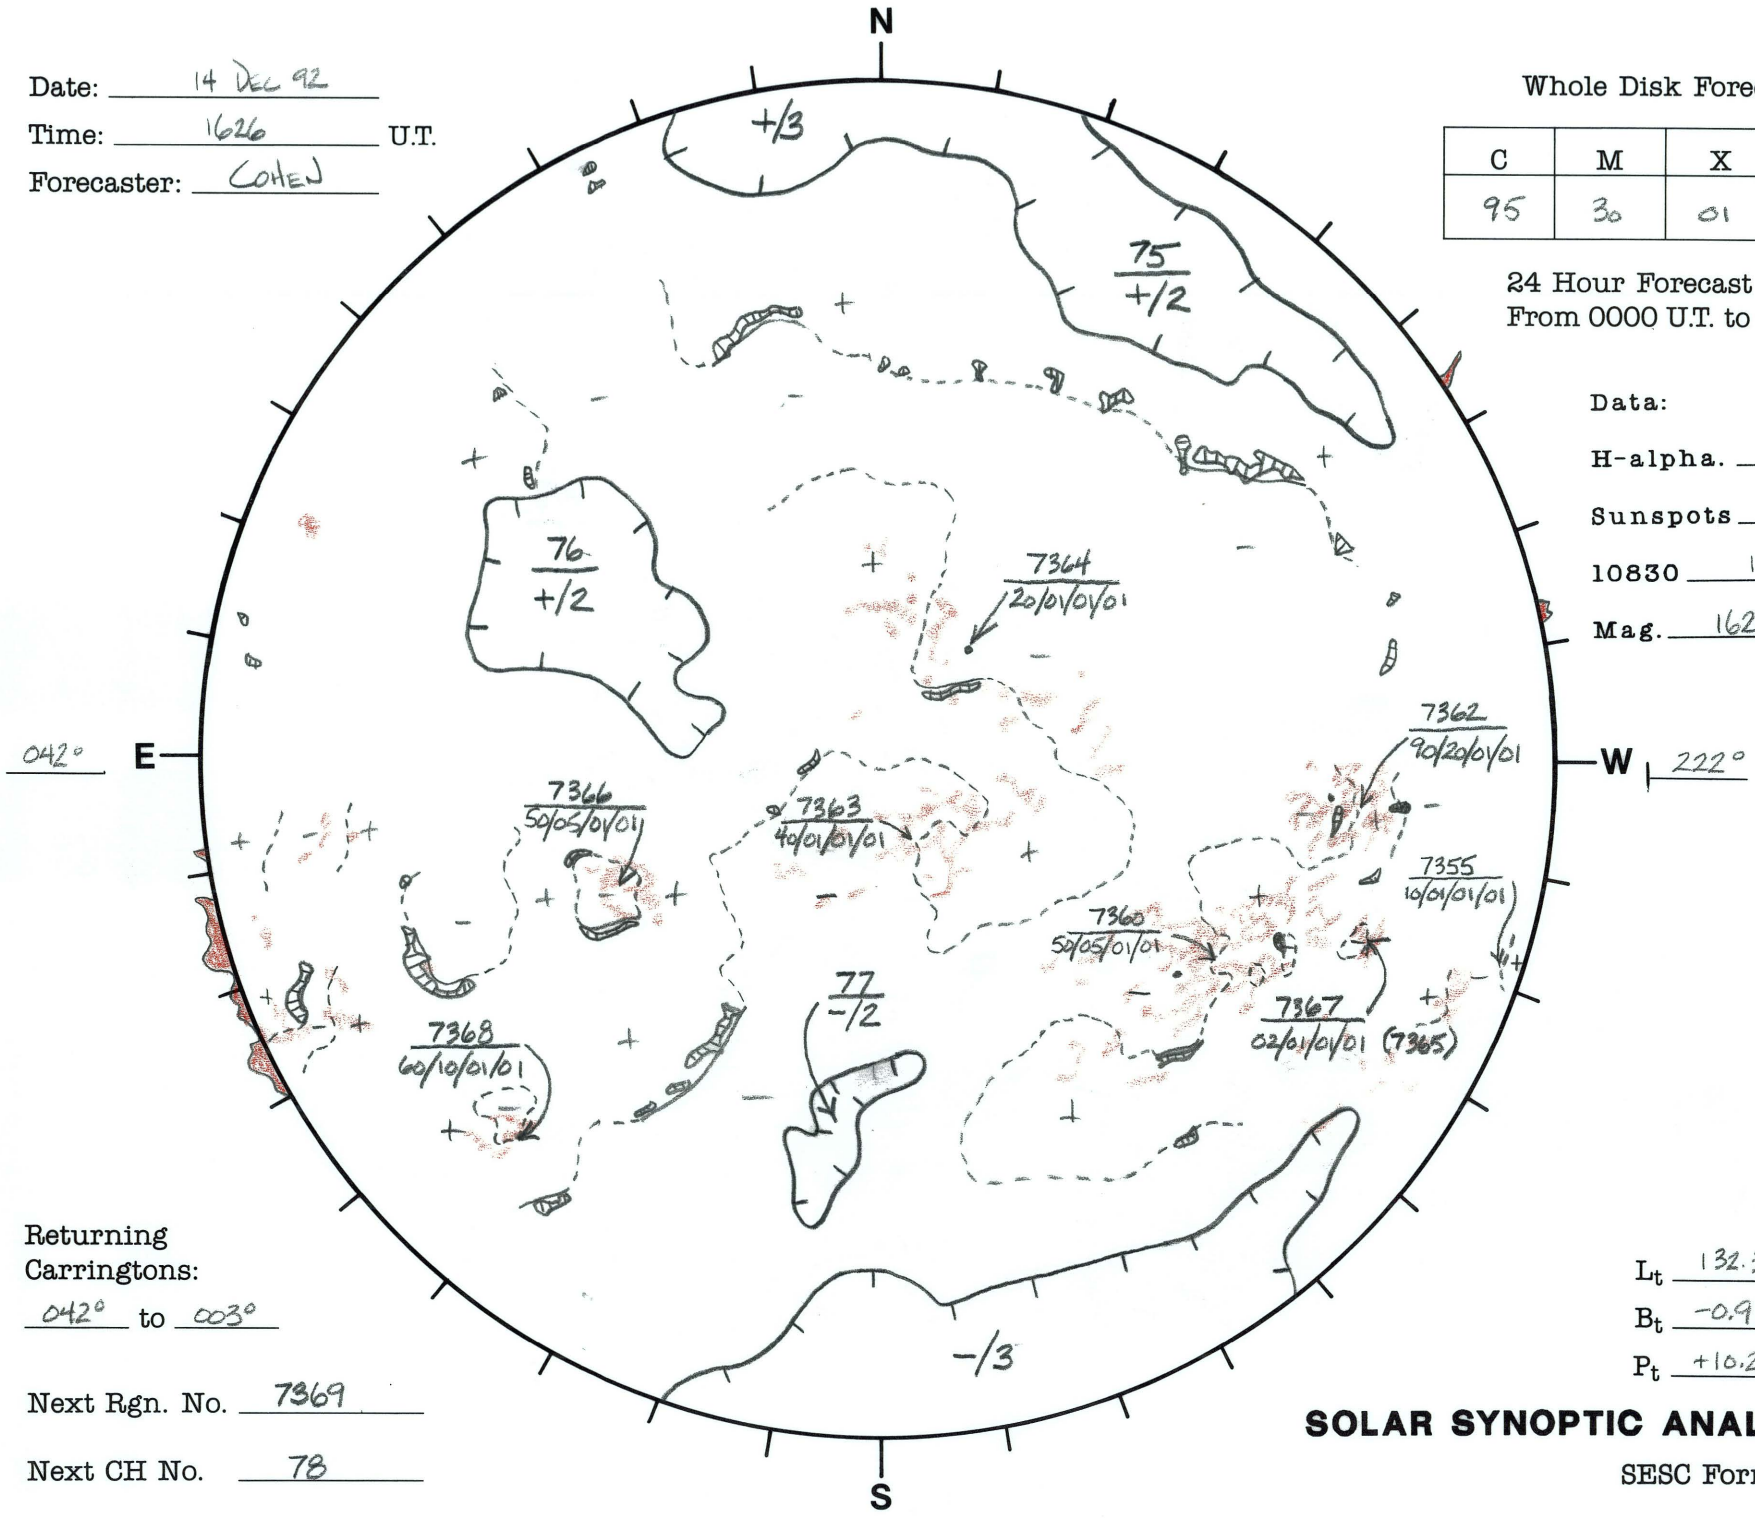 N
Date: 14 DEC 92
Time: 1626 U.T.
Forecaster: COHEN
Whole Disk Fore
C M X
95 30 01
24 Hour Forecast
From 0000 U.T. to
Data:
H-alpha.
Sunspots
10830 1
Mag. 162
+/3
75
+/2
76
+/2
7364
20/01/01/01
7362
90/20/01/01
042° E
W 222°
7366
50/05/01/01
7363
40/01/01/01
7355
10/01/01/01
7360
50/05/01/01
77
-/2
7367
02/01/01/01 (7365)
7368
60/10/01/01
-/3
Returning
Carringtons:
042° to 003°
Next Rgn. No. 7369
Next CH No. 78
Lt 132.
Bt -0.9
Pt +10.2
SOLAR SYNOPTIC ANAL
SESC For
S